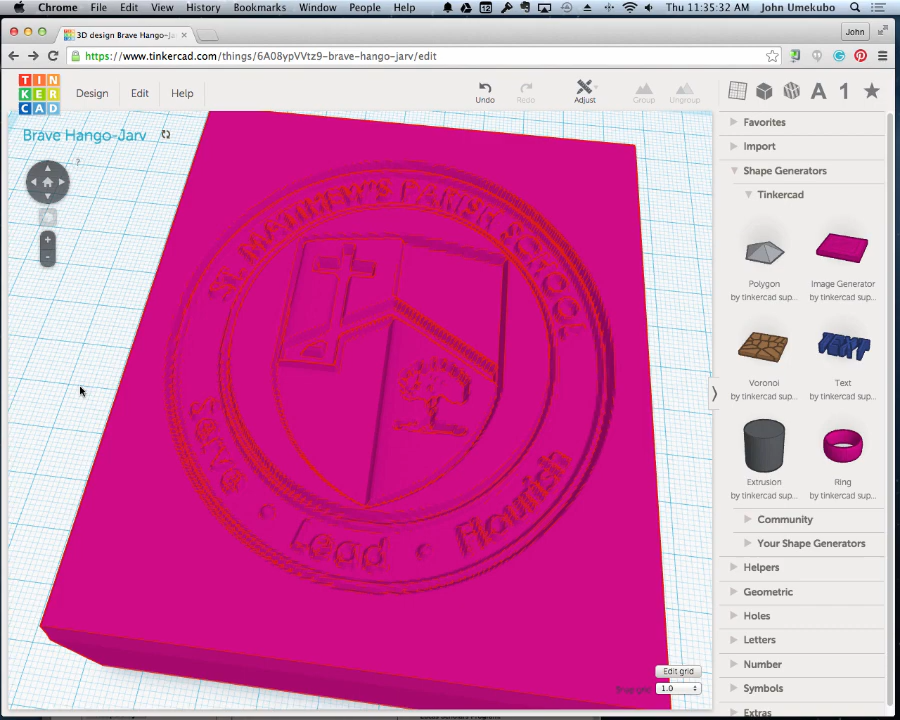 Chrome File Edit View History Bookmarks Window People Help Thu 11:35:32 AM John Umekubo
3D design Brave Hango-Ja John
https://www.tinkercad.com/things/6A08ypVVtz9-brave-hango-jarv/edit
TIN
KER
CAD
Design Edit Help Undo Redo Adjust Group Ungroup
Brave Hango-Jarv
?
Favorites
Import
Shape Generators
Tinkercad
Polygon Image Generator
by tinkercad sup... by tinkercad sup...
TEXT
Voronoi Text
by tinkercad sup... by tinkercad sup...
Extrusion Ring
by tinkercad sup... by tinkercad sup...
Community
Your Shape Generators
Helpers
Geometric
Holes
Letters
Number
Symbols
Extras
ST. MATTHEW'S PARISH SCHOOL
Serve • Lead • Flourish
Edit grid
Snap grid 1.0